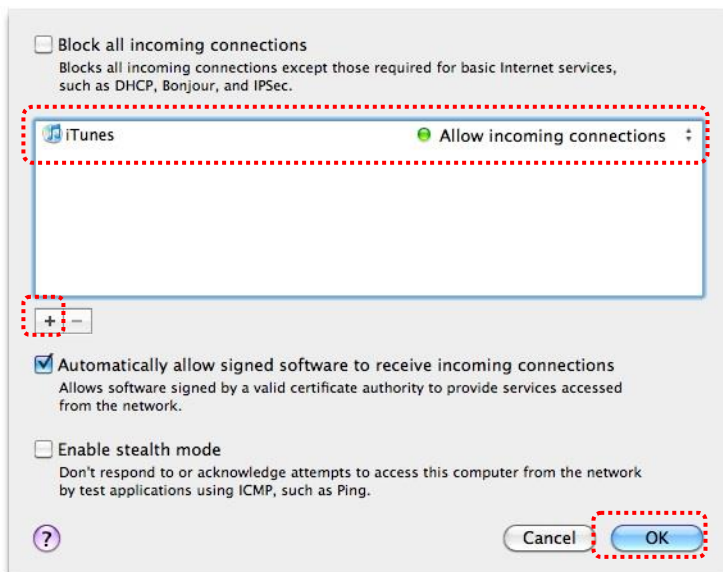 Block all incoming connections
Blocks all incoming connections except those required for basic Internet services,
such as DHCP, Bonjour, and IPSec.
iTunes Allow incoming connections
+ −
Automatically allow signed software to receive incoming connections
Allows software signed by a valid certificate authority to provide services accessed
from the network.
Enable stealth mode
Don't respond to or acknowledge attempts to access this computer from the network
by test applications using ICMP, such as Ping.
? Cancel OK